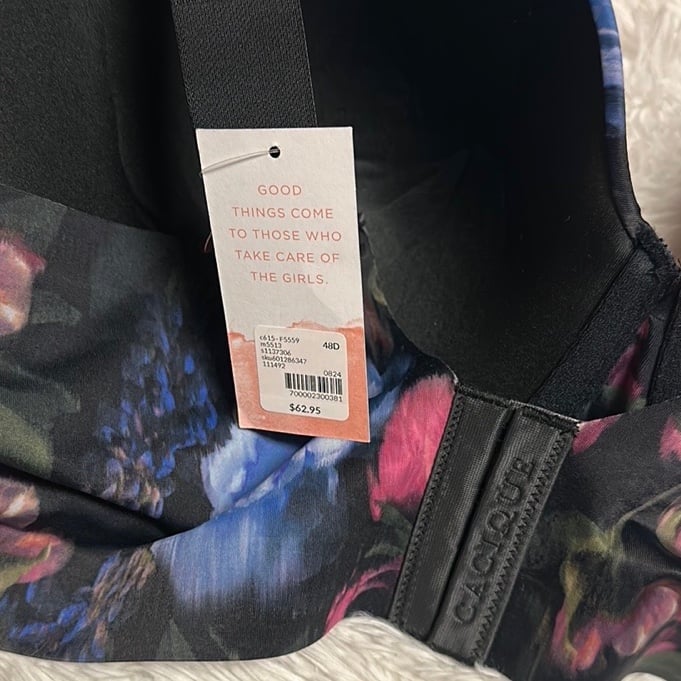 GOOD
THINGS COME
TO THOSE WHO
TAKE CARE OF
THE GIRLS.
c615-F5559
m5513 48D
s1137306
sku601286347
111492 0824
700002300381
$62.95
CACIQUE